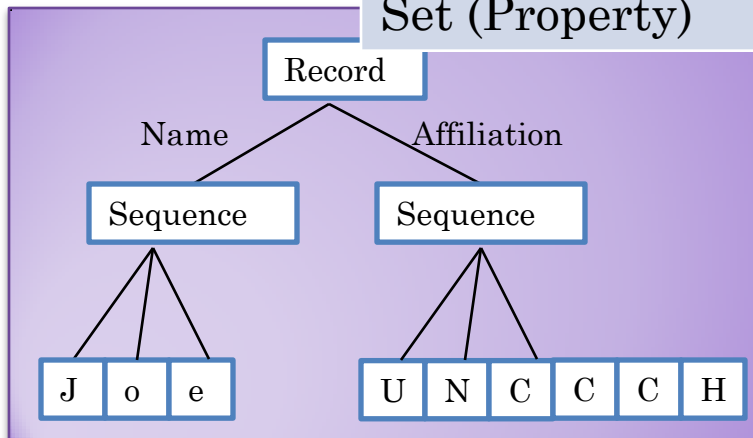 Set (Property)
Record
Name Affiliation
Sequence Sequence
J o e U N C C C H